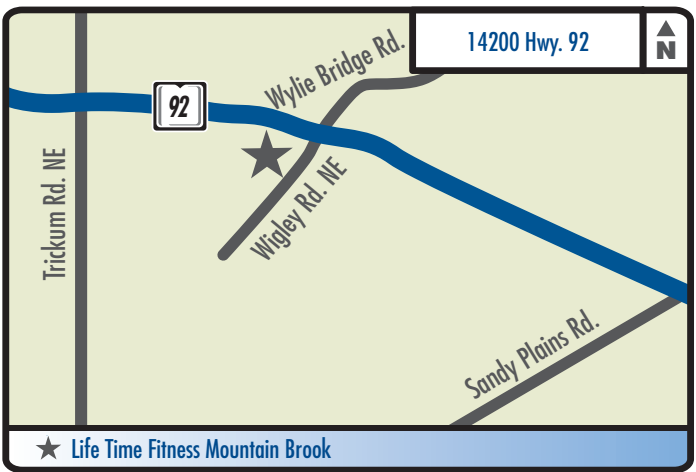 14200 Hwy. 92
N
Wylie Bridge Rd.
92
Trickum Rd. NE
Wigley Rd. NE
Sandy Plains Rd.
Life Time Fitness Mountain Brook